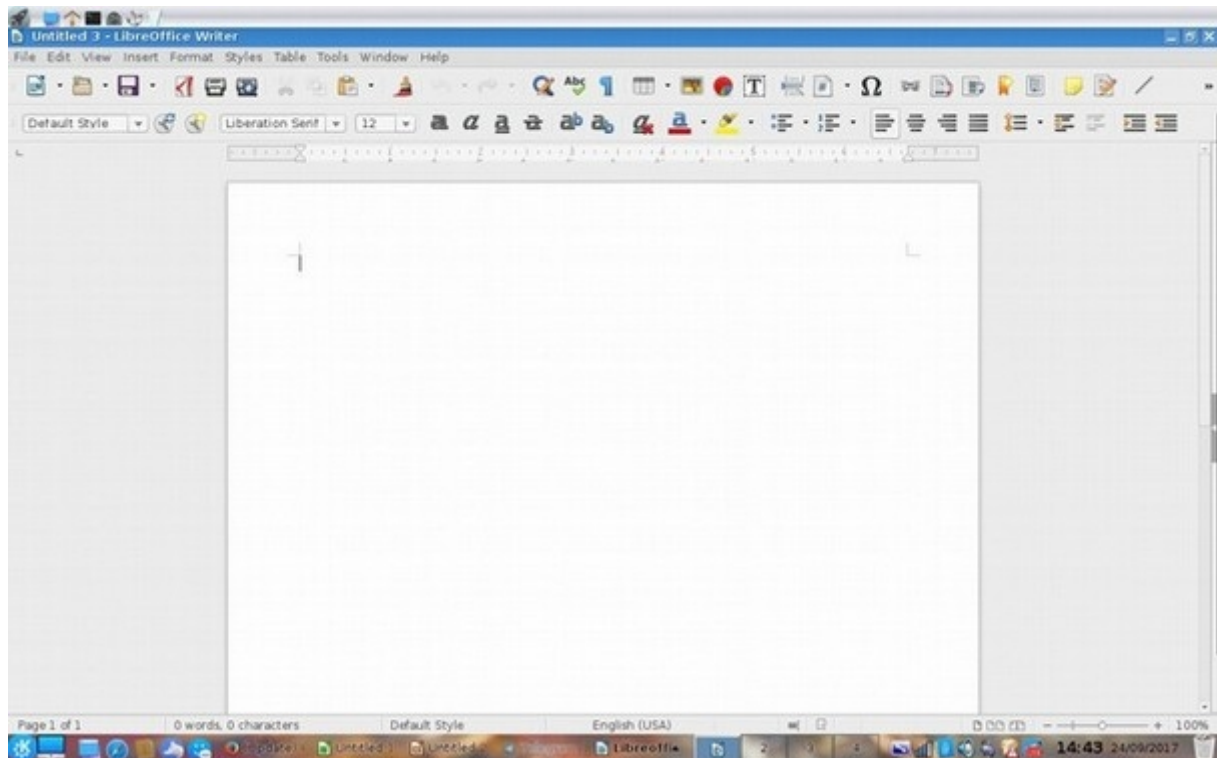 Untitled 3 - LibreOffice Writer
File Edit View Insert Format Styles Table Tools Window Help
Default Style Liberation Serif 12
Page 1 of 1 0 words, 0 characters Default Style English (USA) 100%
Untitled 1 LibreOffice 2 3 4 14:43 24/09/2017